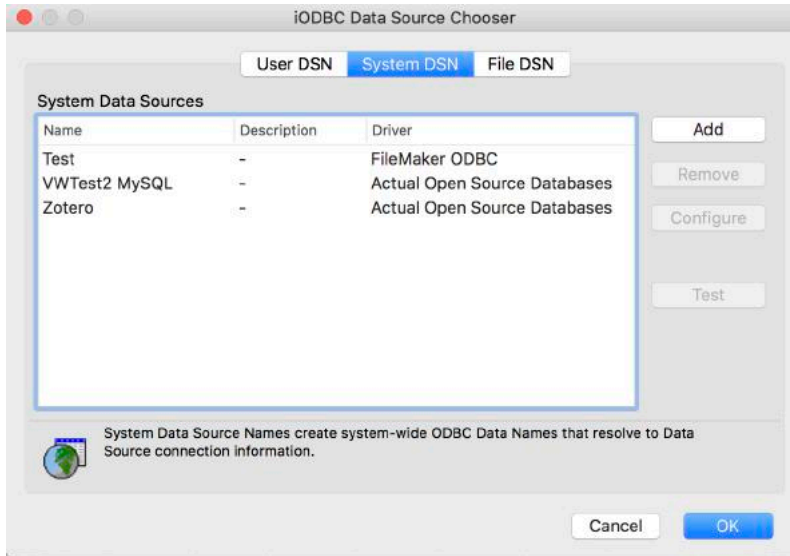 iODBC Data Source Chooser
User DSN System DSN File DSN
System Data Sources
Name Description Driver
Test - FileMaker ODBC
VWTest2 MySQL - Actual Open Source Databases
Zotero - Actual Open Source Databases
Add
Remove
Configure
Test
System Data Source Names create system-wide ODBC Data Names that resolve to Data
Source connection information.
Cancel OK